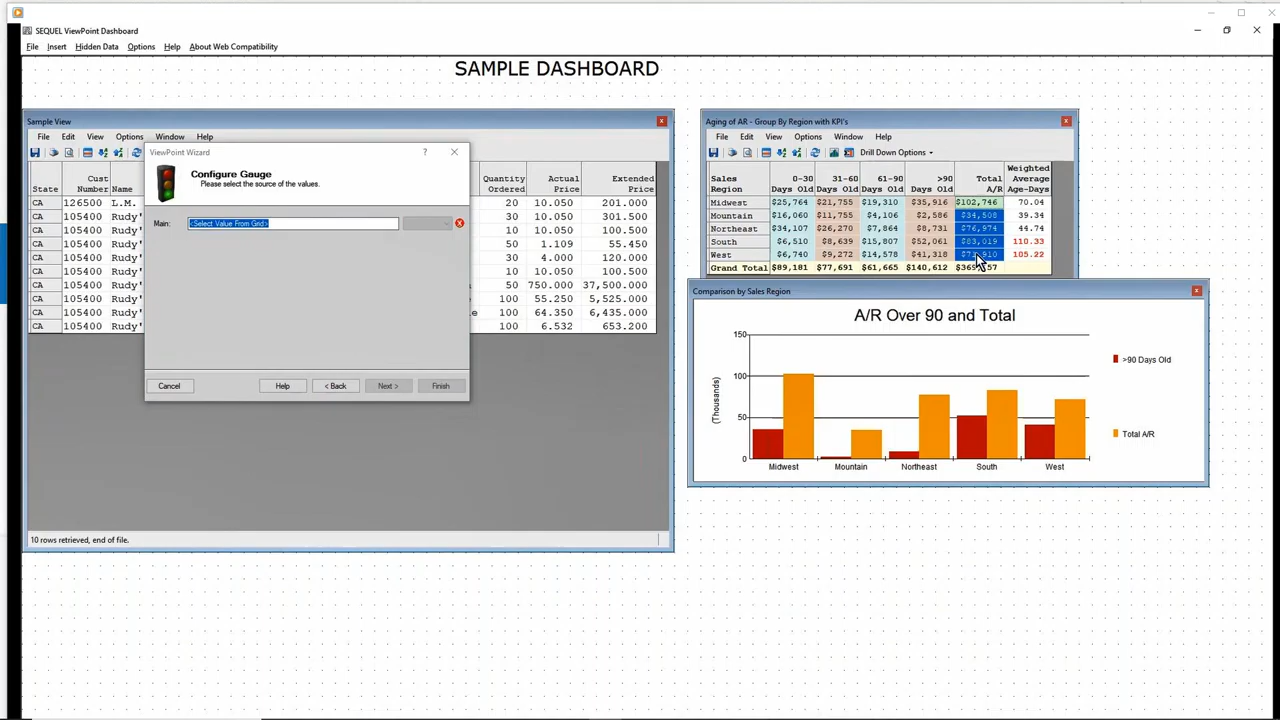 SEQUEL ViewPoint Dashboard
File Insert Hidden Data Options Help About Web Compatibility
SAMPLE DASHBOARD
Sample View
File Edit View Options Window Help
ViewPoint Wizard ?
Configure Gauge
Please select the source of the values.
Main: <Select Value From Grid>
Cancel Help < Back Next > Finish
State Cust Number Name Quantity Ordered Actual Price Extended Price
CA 126500 L.M. 20 10.050 201.000
CA 105400 Rudy' 30 10.050 301.50
CA 105400 Rudy' 10 10.050 100.500
CA 105400 Rudy' 50 1.109 55.450
CA 105400 Rudy' 30 4.000 120.000
CA 105400 Rudy' 10 10.050 100.500
CA 105400 Rudy' 50 750.000 37,500.000
CA 105400 Rudy' 100 55.250 5,525.000
CA 105400 Rudy' 100 64.350 6,435.000
CA 105400 Rudy' 100 6.532 653.200
10 rows retrieved, end of file.
Aging of AR - Group By Region with KPI's
File Edit View Options Window Help
Drill Down Options
Sales Region 0-30 Days Old 31-60 Days Old 61-90 Days Old >90 Days Old Total A/R Weighted Average Age-Days
Midwest $25,764 $21,755 $19,310 $35,916 $102,746 70.04
Mountain $16,060 $11,755 $4,106 $2,586 $34,508 39.34
Northeast $34,107 $26,270 $7,864 $8,731 $76,974 44.74
South $6,510 $8,639 $15,807 $52,061 $83,019 110.33
West $6,740 $9,272 $14,578 $41,318 105.22
Grand Total $89,181 $77,691 $61,665 $140,612
Comparison by Sales Region
A/R Over 90 and Total
150
100
50
0
(Thousands)
Midwest Mountain Northeast South West
>90 Days Old
Total A/R